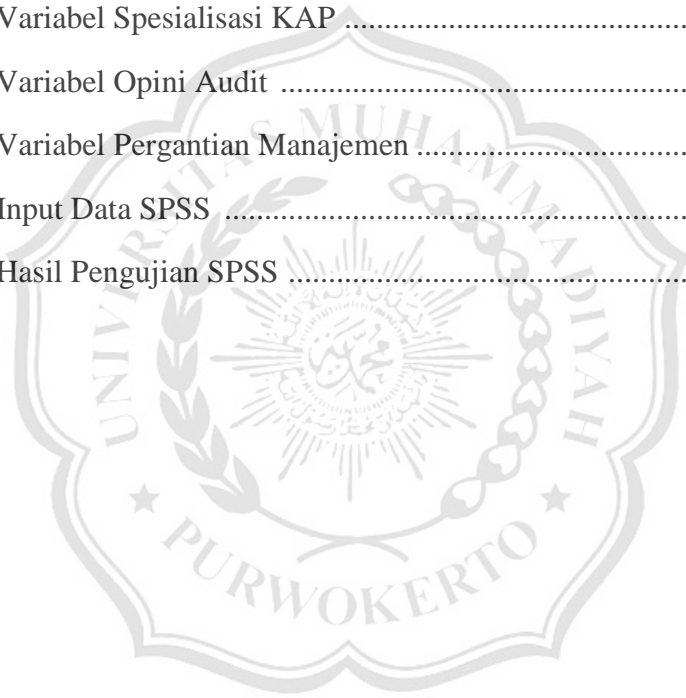 Variabel Spesialisasi KAP ................................................
Variabel Opini Audit ..........................................................
Variabel Pergantian Manajemen ......................................
Input Data SPSS .................................................................
Hasil Pengujian SPSS .......................................................
UNIVERSITAS MUHAMMADIYAH
PURWOKERTO